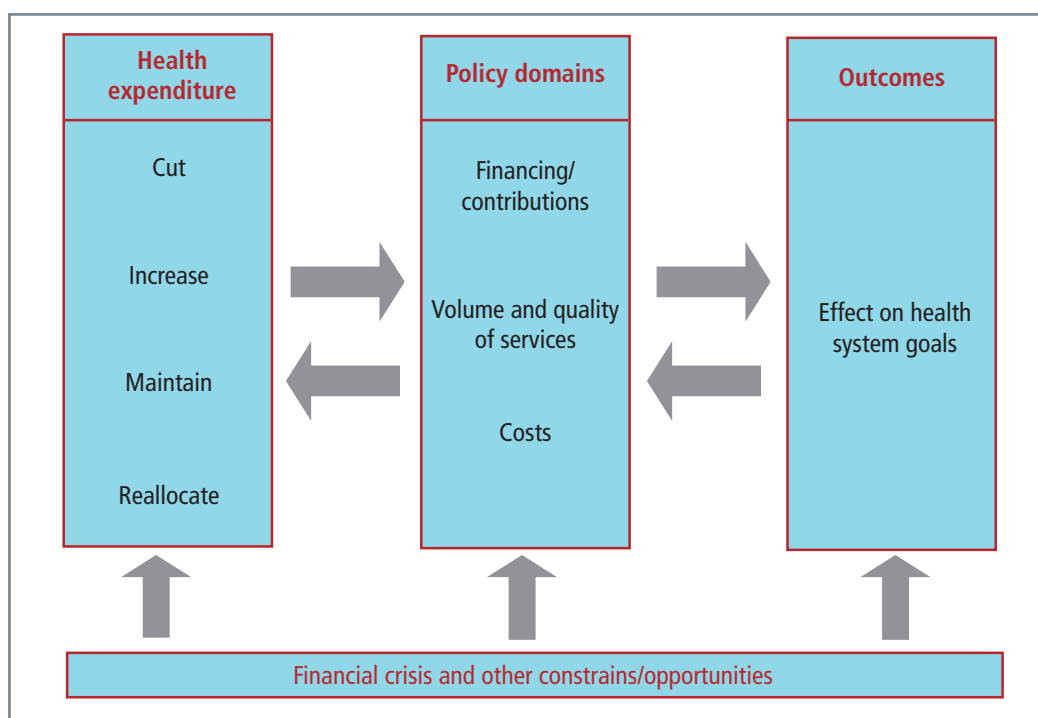 Health
expenditure
Cut
Increase
Maintain
Reallocate
Policy domains
Financing/
contributions
Volume and quality
of services
Costs
Outcomes
Effect on health
system goals
Financial crisis and other constrains/opportunities